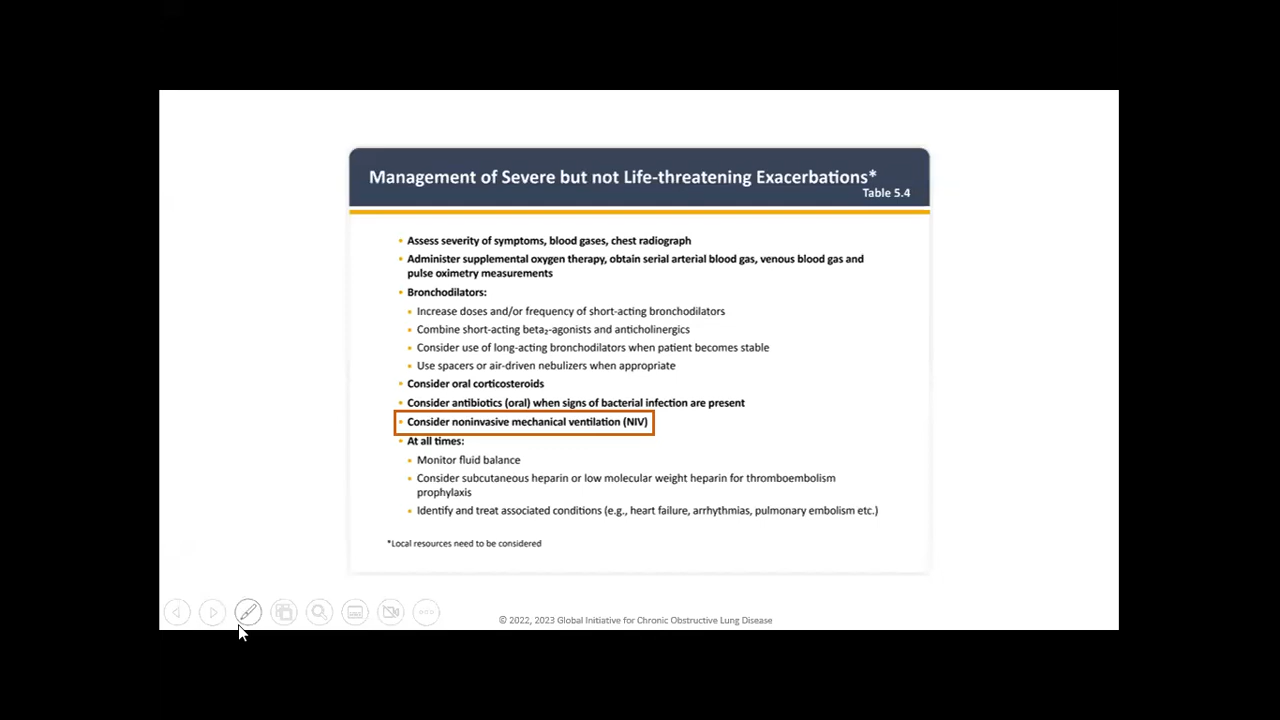 Management of Severe but not Life-threatening Exacerbations*
Table 5.4
• Assess severity of symptoms, blood gases, chest radiograph
• Administer supplemental oxygen therapy, obtain serial arterial blood gas, venous blood gas and
pulse oximetry measurements
• Bronchodilators:
• Increase doses and/or frequency of short-acting bronchodilators
• Combine short-acting beta₂-agonists and anticholinergics
• Consider use of long-acting bronchodilators when patient becomes stable
• Use spacers or air-driven nebulizers when appropriate
• Consider oral corticosteroids
• Consider antibiotics (oral) when signs of bacterial infection are present
• Consider noninvasive mechanical ventilation (NIV)
• At all times:
• Monitor fluid balance
• Consider subcutaneous heparin or low molecular weight heparin for thromboembolism
prophylaxis
• Identify and treat associated conditions (e.g., heart failure, arrhythmias, pulmonary embolism etc.)
*Local resources need to be considered
© 2022, 2023 Global Initiative for Chronic Obstructive Lung Disease